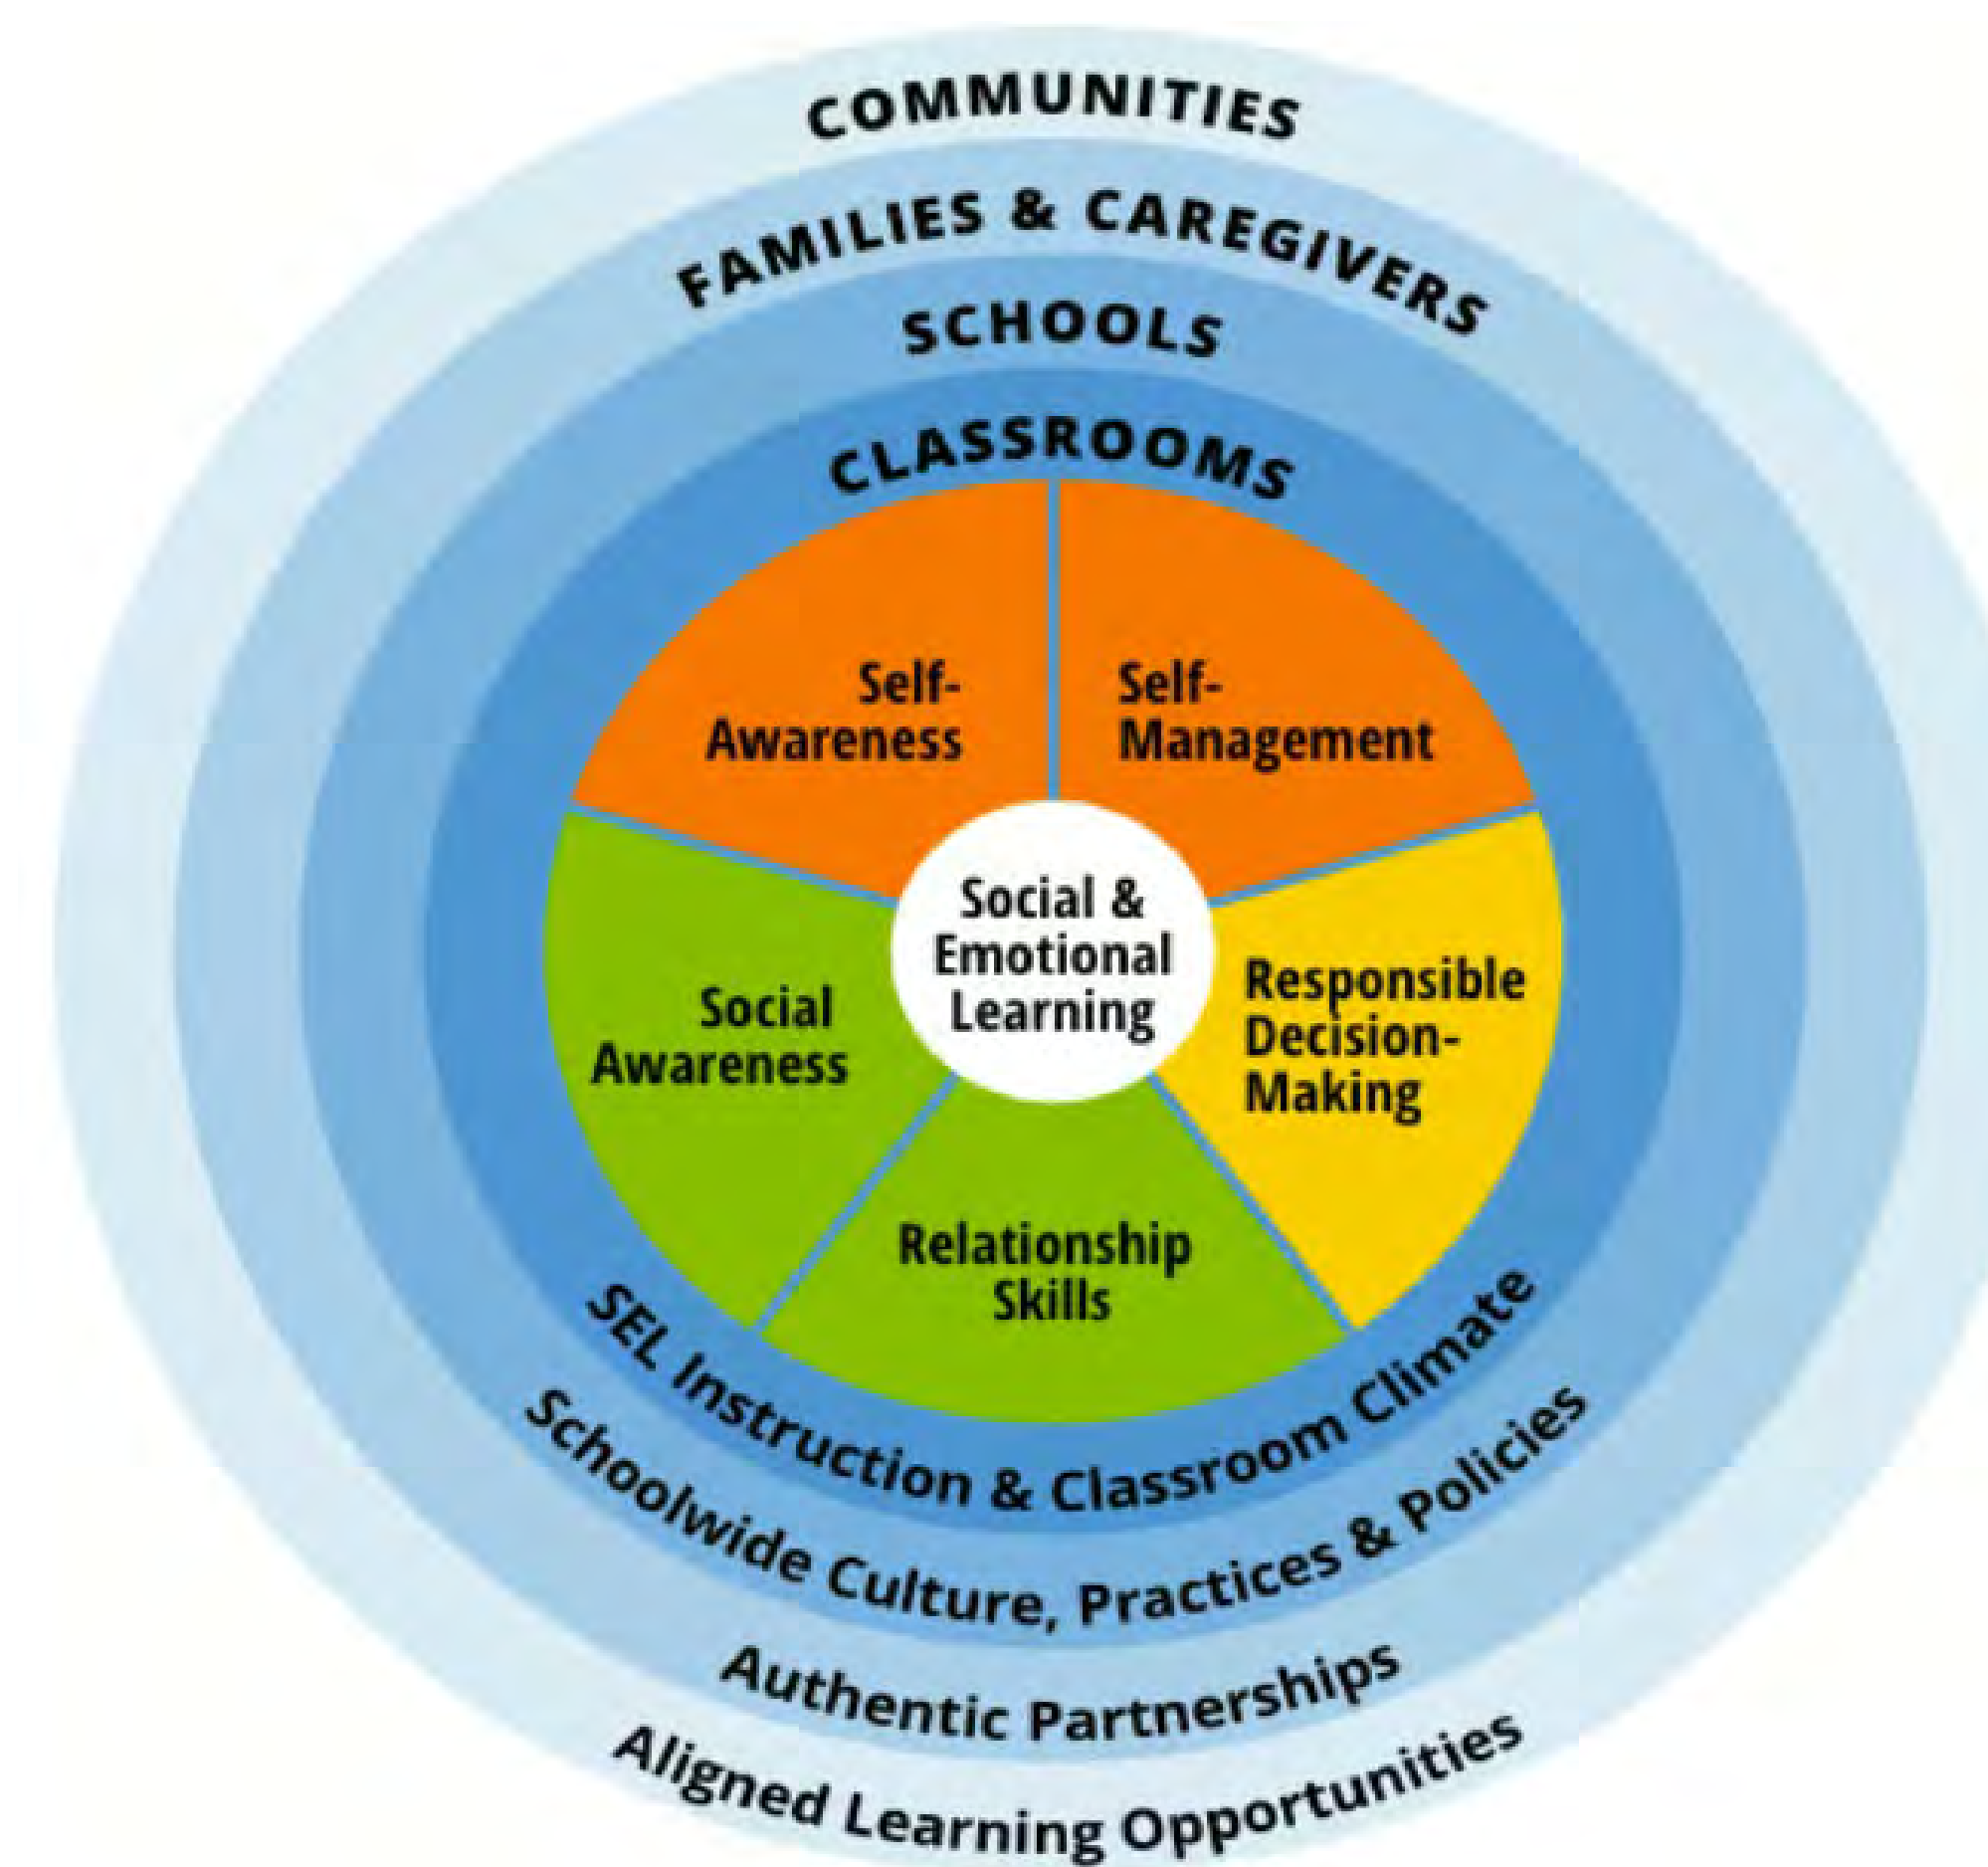 COMMUNITIES
FAMILIES & CAREGIVERS
SCHOOLS
CLASSROOMS
Self-
Awareness
Self-
Management
Social &
Emotional
Learning
Social
Awareness
Responsible
Decision-
Making
Relationship
Skills
SEL Instruction & Classroom Climate
Schoolwide Culture, Practices & Policies
Authentic Partnerships
Aligned Learning Opportunities